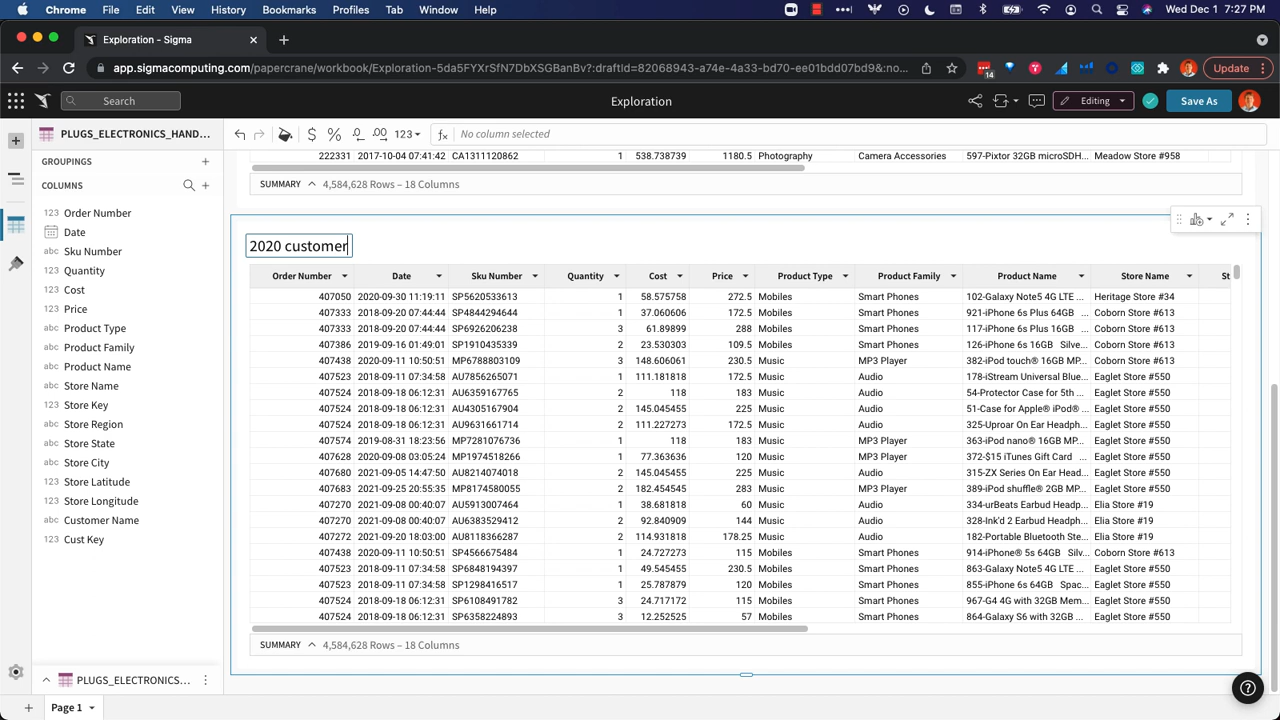 Chrome File Edit View History Bookmarks Profiles Tab Window Help Wed Dec 1 7:27 PM
Exploration - Sigma
app.sigmacomputing.com/papercrane/workbook/Exploration-5da5FYXrSfN7DbXSGBanBv?:draftId=82068943-a74e-4a33-bd70-ee01bdd07bd9&:no... 14 Update
Search Exploration Editing Save As
PLUGS_ELECTRONICS_HAND... $ % .0 .00 123 fx No column selected
GROUPINGS
COLUMNS
123 Order Number
Date
abc Sku Number
123 Quantity
123 Cost
123 Price
abc Product Type
abc Product Family
abc Product Name
abc Store Name
123 Store Key
abc Store Region
abc Store State
abc Store City
123 Store Latitude
123 Store Longitude
abc Customer Name
123 Cust Key
PLUGS_ELECTRONICS...
222331 2017-10-04 07:41:42 CA1311120862 1 538.738739 1180.5 Photography Camera Accessories 597-Pixtor 32GB microSDH... Meadow Store #958
SUMMARY 4,584,628 Rows – 18 Columns
2020 customer
Order Number Date Sku Number Quantity Cost Price Product Type Product Family Product Name Store Name St
407050 2020-09-30 11:19:11 SP5620533613 1 58.575758 272.5 Mobiles Smart Phones 102-Galaxy Note5 4G LTE ... Heritage Store #34
407333 2018-09-20 07:44:44 SP4844294644 1 37.060606 172.5 Mobiles Smart Phones 921-iPhone 6s Plus 64GB ... Coborn Store #613
407333 2018-09-20 07:44:44 SP6926206238 3 61.89899 288 Mobiles Smart Phones 117-iPhone 6s Plus 16GB ... Coborn Store #613
407386 2019-09-16 01:49:01 SP1910435339 2 23.530303 109.5 Mobiles Smart Phones 126-iPhone 6s 16GB Silve... Coborn Store #613
407438 2020-09-11 10:50:51 MP6788803109 3 148.606061 230.5 Music MP3 Player 382-iPod touch® 16GB MP... Coborn Store #613
407523 2018-09-11 07:34:58 AU7856265071 1 111.181818 172.5 Music Audio 178-iStream Universal Blue... Eaglet Store #550
407524 2018-09-18 06:12:31 AU6359167765 2 118 183 Music Audio 54-Protector Case for 5th ... Eaglet Store #550
407524 2018-09-18 06:12:31 AU4305167904 2 145.045455 225 Music Audio 51-Case for Apple® iPod® ... Eaglet Store #550
407524 2018-09-18 06:12:31 AU9631661714 2 111.227273 172.5 Music Audio 325-Uproar On Ear Headph... Eaglet Store #550
407574 2019-08-31 18:23:56 MP7281076736 1 118 183 Music MP3 Player 363-iPod nano® 16GB MP... Eaglet Store #550
407628 2020-09-08 03:05:24 MP1974518266 1 77.363636 120 Music MP3 Player 372-$15 iTunes Gift Card ... Eaglet Store #550
407680 2021-09-05 14:47:50 AU8214074018 2 145.045455 225 Music Audio 315-ZX Series On Ear Head... Eaglet Store #550
407683 2021-09-25 20:55:35 MP8174580055 2 182.454545 283 Music MP3 Player 389-iPod shuffle® 2GB MP... Eaglet Store #550
407270 2021-09-08 00:40:07 AU5913007464 1 38.681818 60 Music Audio 334-urBeats Earbud Headp... Elia Store #19
407270 2021-09-08 00:40:07 AU6383529412 2 92.840909 144 Music Audio 328-Ink'd 2 Earbud Headp... Elia Store #19
407272 2021-09-20 18:03:00 AU8118366287 2 114.931818 178.25 Music Audio 182-Portable Bluetooth Ste... Elia Store #19
407438 2020-09-11 10:50:51 SP4566675484 1 24.727273 115 Mobiles Smart Phones 914-iPhone® 5s 64GB Silv... Coborn Store #613
407523 2018-09-11 07:34:58 SP6848194397 1 49.545455 230.5 Mobiles Smart Phones 863-Galaxy Note5 4G LTE ... Eaglet Store #550
407523 2018-09-11 07:34:58 SP1298416517 1 25.787879 120 Mobiles Smart Phones 855-iPhone 6s 64GB Spac... Eaglet Store #550
407524 2018-09-18 06:12:31 SP6108491782 3 24.717172 115 Mobiles Smart Phones 967-G4 4G with 32GB Mem... Eaglet Store #550
407524 2018-09-18 06:12:31 SP6358224893 3 12.252525 57 Mobiles Smart Phones 864-Galaxy S6 with 32GB ... Eaglet Store #550
SUMMARY 4,584,628 Rows – 18 Columns
Page 1